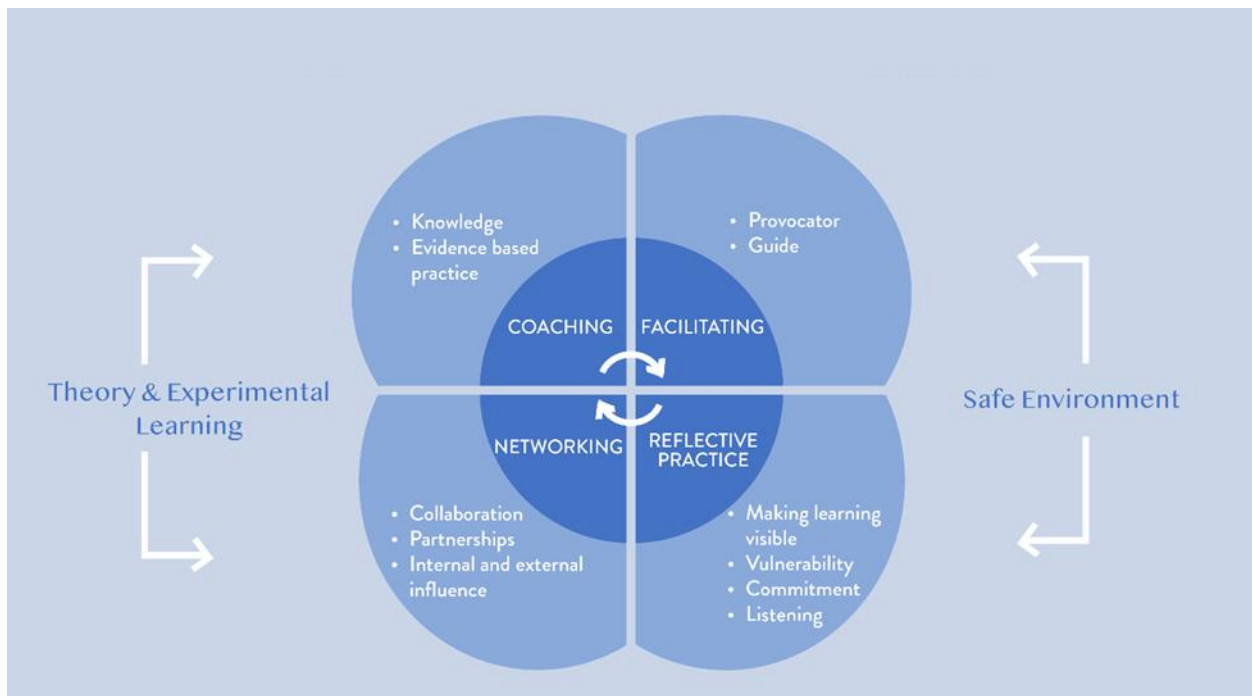 • Knowledge
• Evidence based
practice
• Provocator
• Guide
COACHING
FACILITATING
Theory & Experimental
Learning
Safe Environment
NETWORKING
REFLECTIVE
PRACTICE
• Collaboration
• Partnerships
• Internal and external
influence
• Making learning
visible
• Vulnerability
• Commitment
• Listening